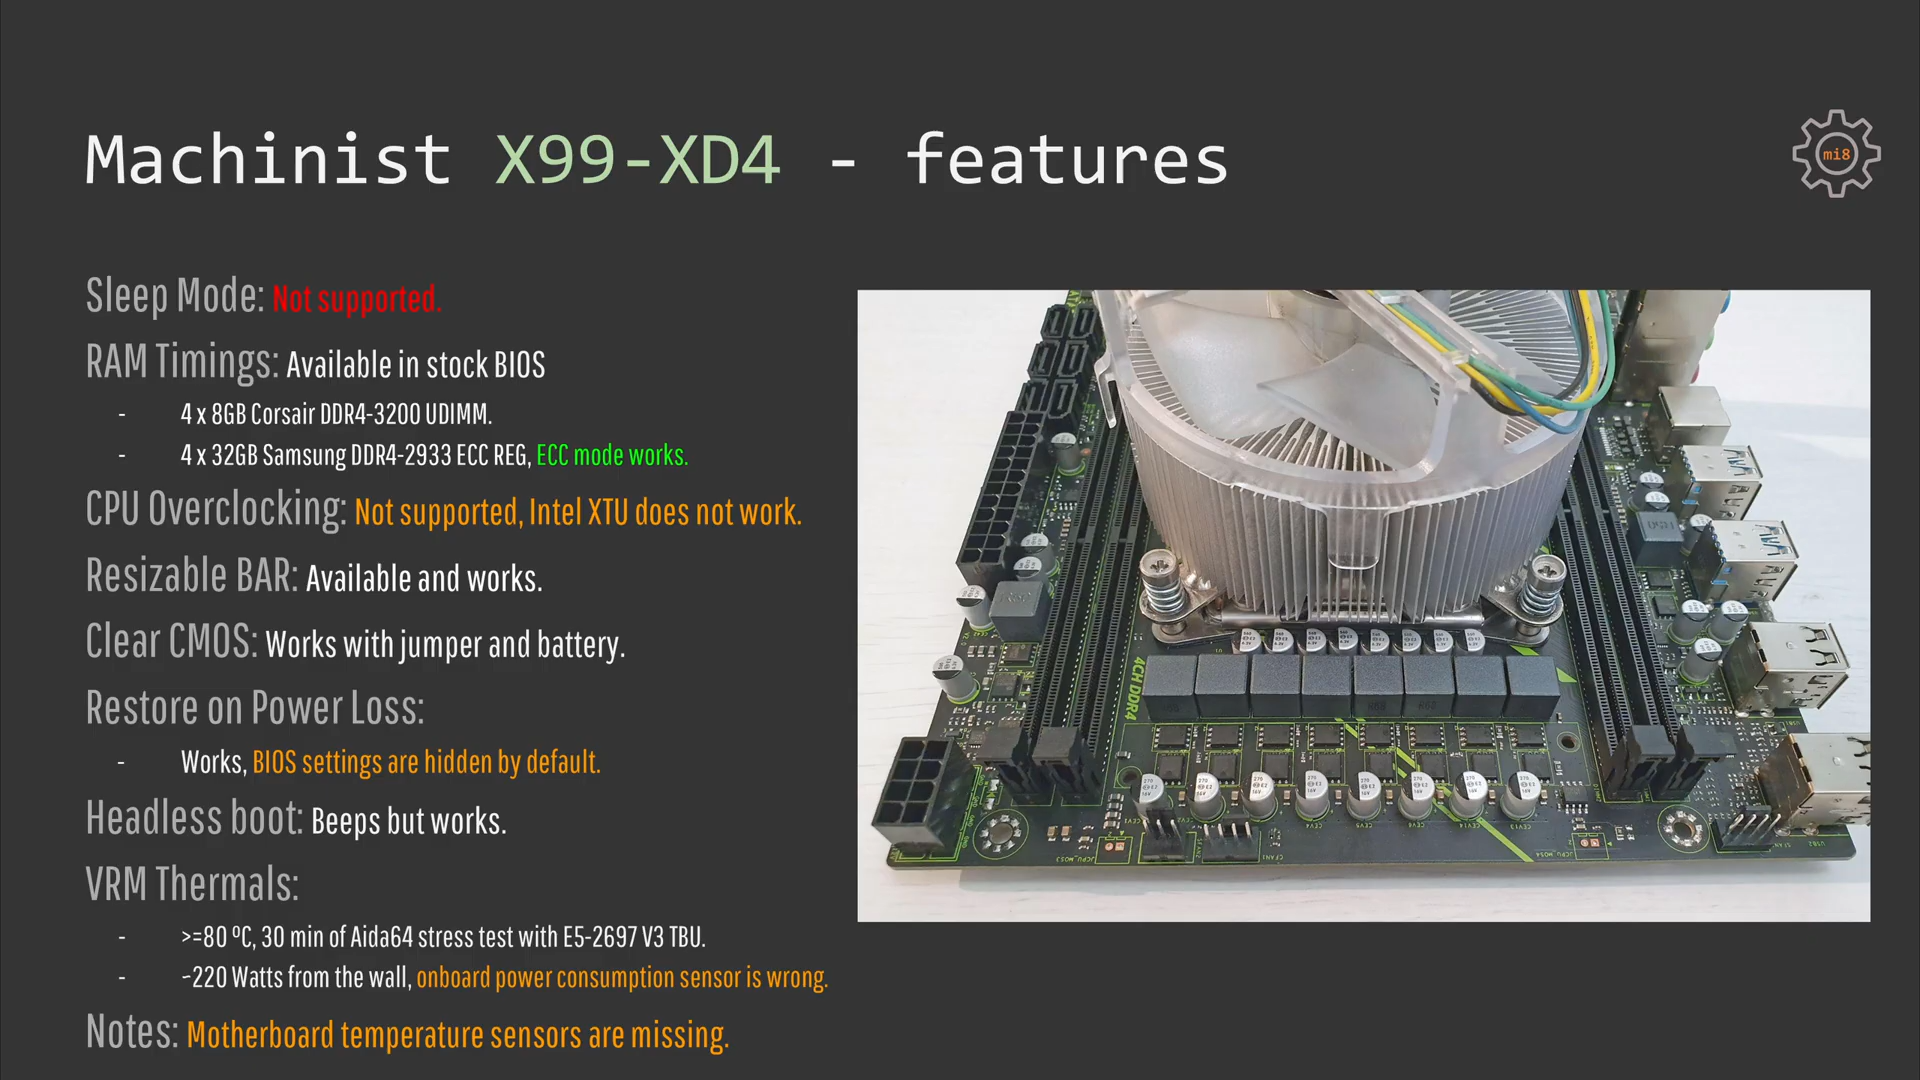 Machinist X99-XD4 - features
mi8
Sleep Mode: Not supported.
RAM Timings: Available in stock BIOS
- 4 x 8GB Corsair DDR4-3200 UDIMM.
- 4 x 32GB Samsung DDR4-2933 ECC REG, ECC mode works.
CPU Overclocking: Not supported, Intel XTU does not work.
Resizable BAR: Available and works.
Clear CMOS: Works with jumper and battery.
Restore on Power Loss:
- Works, BIOS settings are hidden by default.
Headless boot: Beeps but works.
VRM Thermals:
- >=80 ºC, 30 min of Aida64 stress test with E5-2697 V3 TBU.
- ~220 Watts from the wall, onboard power consumption sensor is wrong.
Notes: Motherboard temperature sensors are missing.
4CH DDR4